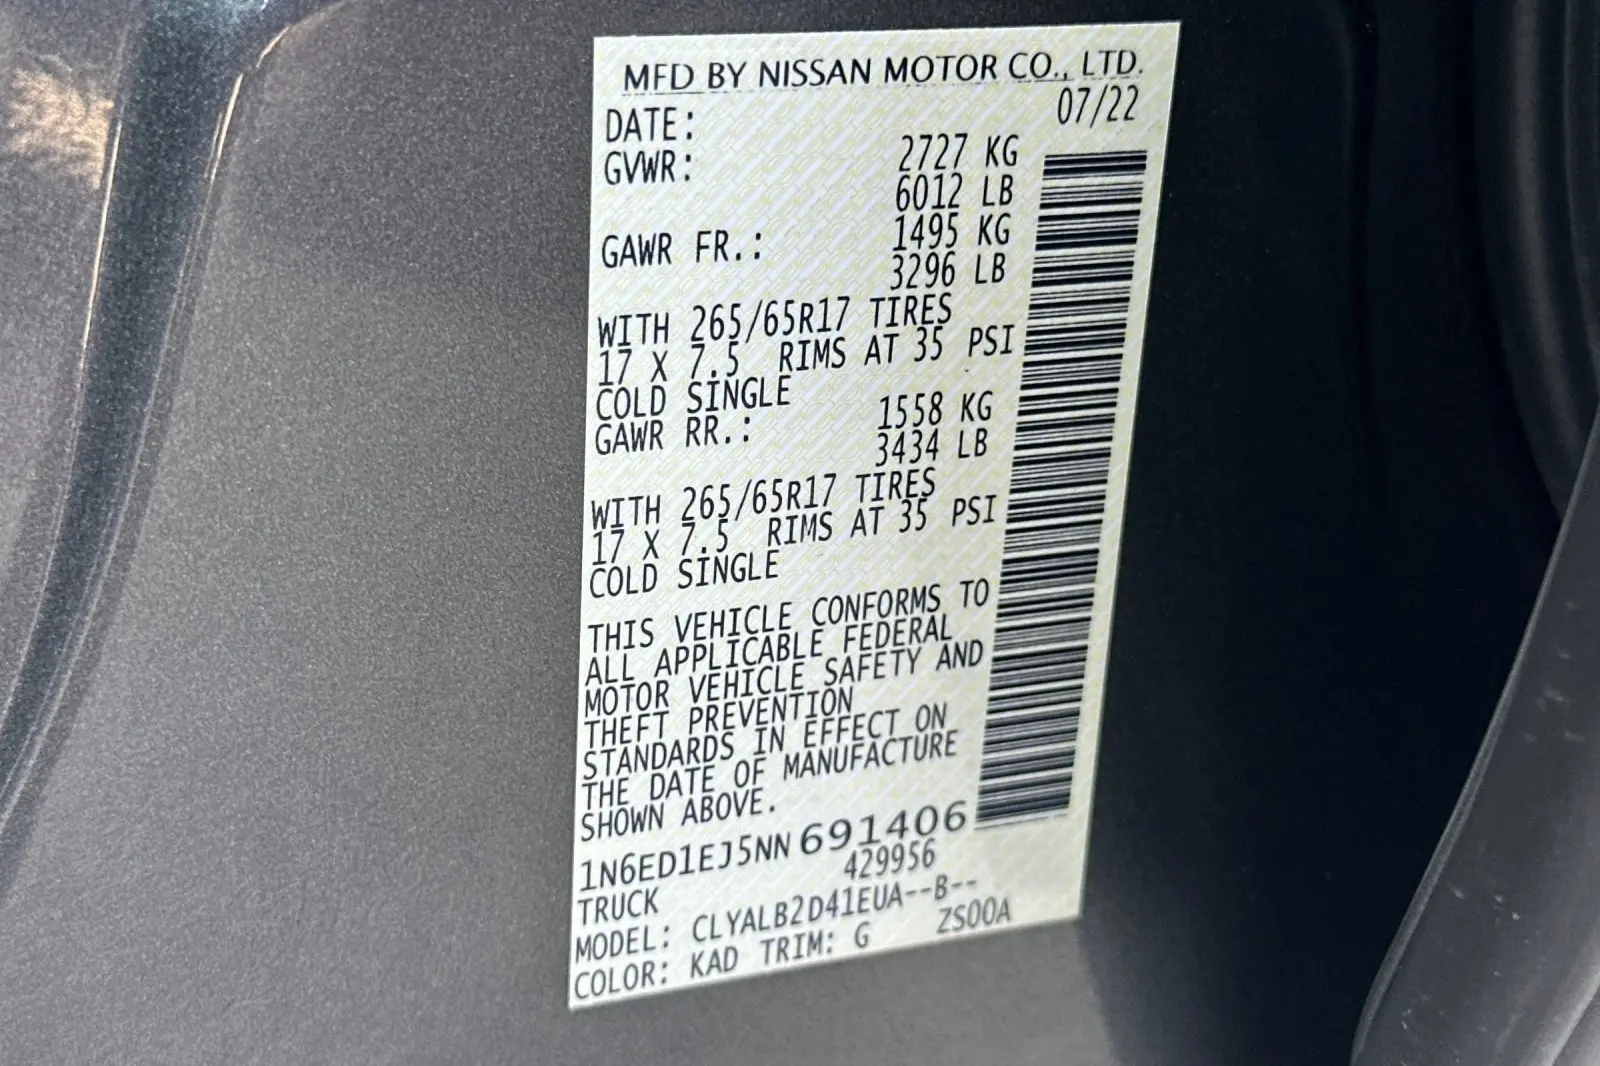 MFD BY NISSAN MOTOR CO., LTD.
DATE: 07/22
GVWR: 2727 KG
6012 LB
GAWR FR.: 1495 KG
3296 LB
WITH 265/65R17 TIRES
17 X 7.5 RIMS AT 35 PSI
COLD SINGLE
GAWR RR.: 1558 KG
3434 LB
WITH 265/65R17 TIRES
17 X 7.5 RIMS AT 35 PSI
COLD SINGLE
THIS VEHICLE CONFORMS TO
ALL APPLICABLE FEDERAL
MOTOR VEHICLE SAFETY AND
THEFT PREVENTION
STANDARDS IN EFFECT ON
THE DATE OF MANUFACTURE
SHOWN ABOVE.
1N6ED1EJ5NN691406
TRUCK 429956
MODEL: CLYALB2D41EUA--B--
COLOR: KAD TRIM: G ZS00A